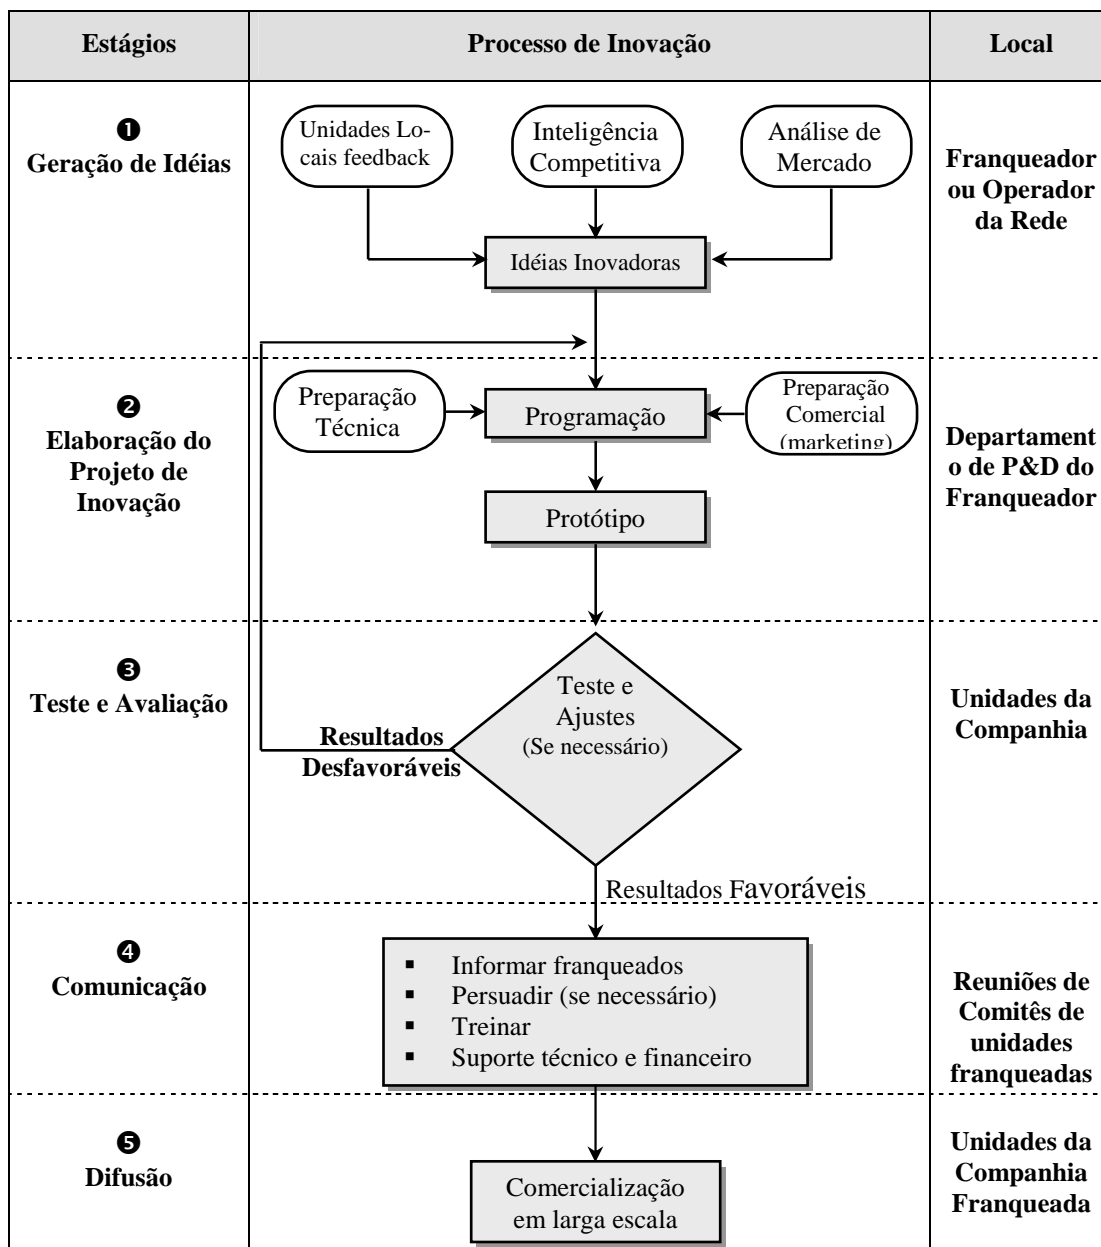 Estágios
Processo de Inovação
Local
❶
Geração de Idéias
Unidades Lo-
cais feedback
Inteligência
Competitiva
Análise de
Mercado
Franqueador
ou Operador
da Rede
Idéias Inovadoras
❷
Elaboração do
Projeto de
Inovação
Preparação
Técnica
Programação
Preparação
Comercial
(marketing)
Departament
o de P&D do
Franqueador
Protótipo
❸
Teste e Avaliação
Teste e
Ajustes
(Se necessário)
Resultados
Desfavoráveis
Unidades da
Companhia
Resultados Favoráveis
❹
Comunicação
▪ Informar franqueados
▪ Persuadir (se necessário)
▪ Treinar
▪ Suporte técnico e financeiro
Reuniões de
Comitês de
unidades
franqueadas
❺
Difusão
Comercialização
em larga escala
Unidades da
Companhia
Franqueada